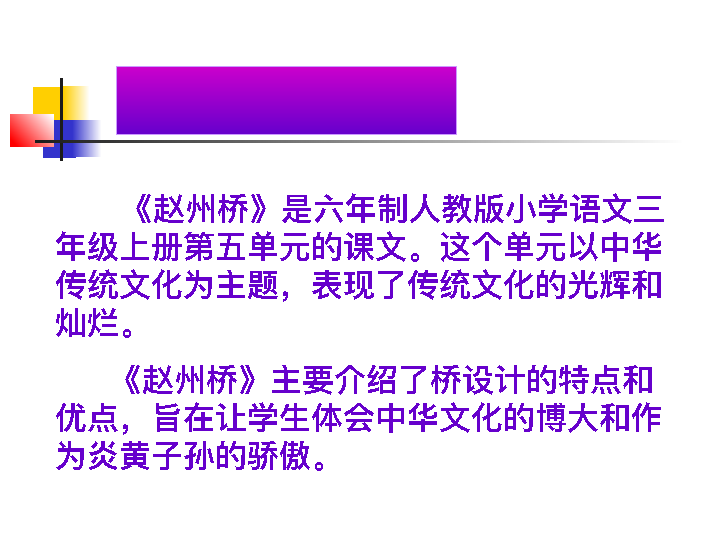 《赵州桥》是六年制人教版小学语文三
年级上册第五单元的课文。这个单元以中华
传统文化为主题，表现了传统文化的光辉和
灿烂。
《赵州桥》主要介绍了桥设计的特点和
优点，旨在让学生体会中华文化的博大和作
为炎黄子孙的骄傲。